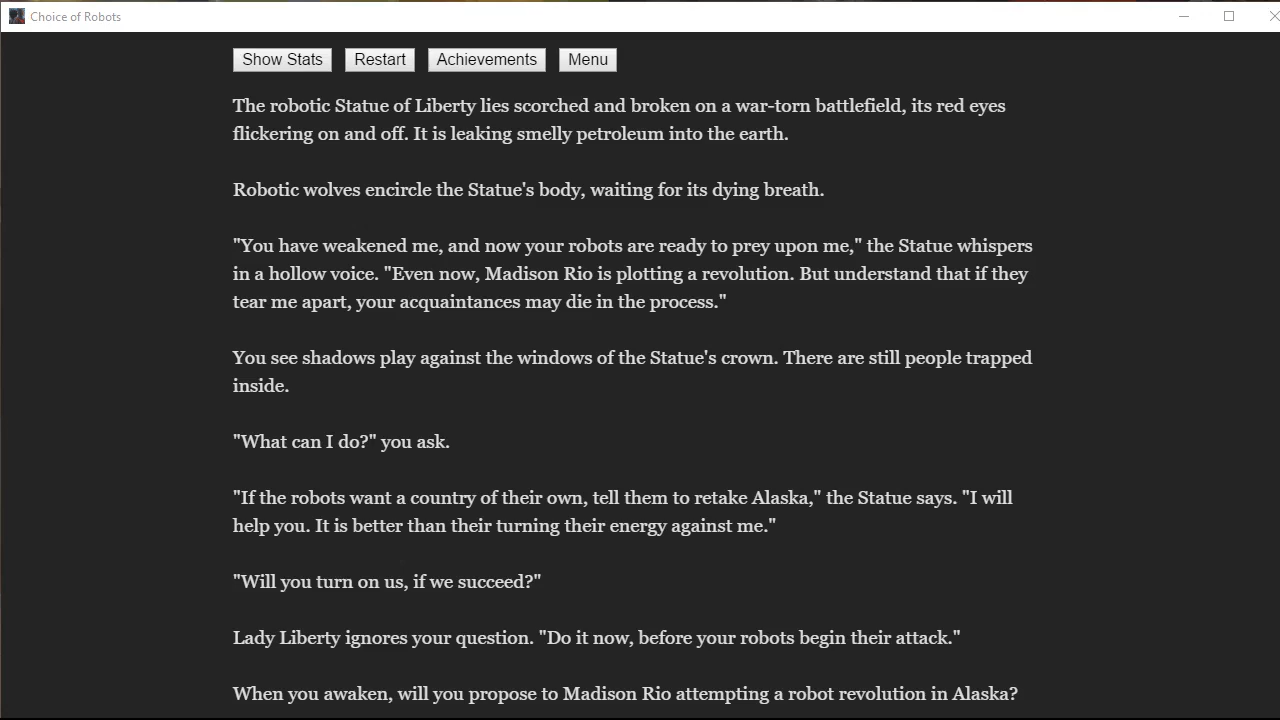 Choice of Robots
Show Stats Restart Achievements Menu
The robotic Statue of Liberty lies scorched and broken on a war-torn battlefield, its red eyes
flickering on and off. It is leaking smelly petroleum into the earth.
Robotic wolves encircle the Statue's body, waiting for its dying breath.
"You have weakened me, and now your robots are ready to prey upon me," the Statue whispers
in a hollow voice. "Even now, Madison Rio is plotting a revolution. But understand that if they
tear me apart, your acquaintances may die in the process."
You see shadows play against the windows of the Statue's crown. There are still people trapped
inside.
"What can I do?" you ask.
"If the robots want a country of their own, tell them to retake Alaska," the Statue says. "I will
help you. It is better than their turning their energy against me."
"Will you turn on us, if we succeed?"
Lady Liberty ignores your question. "Do it now, before your robots begin their attack."
When you awaken, will you propose to Madison Rio attempting a robot revolution in Alaska?